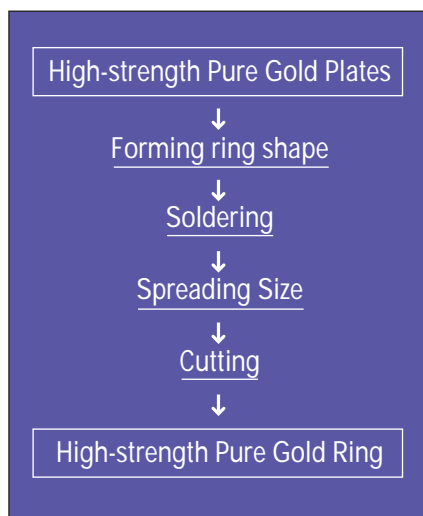 High-strength Pure Gold Plates
↓
Forming ring shape
↓
Soldering
↓
Spreading Size
↓
Cutting
↓
High-strength Pure Gold Ring